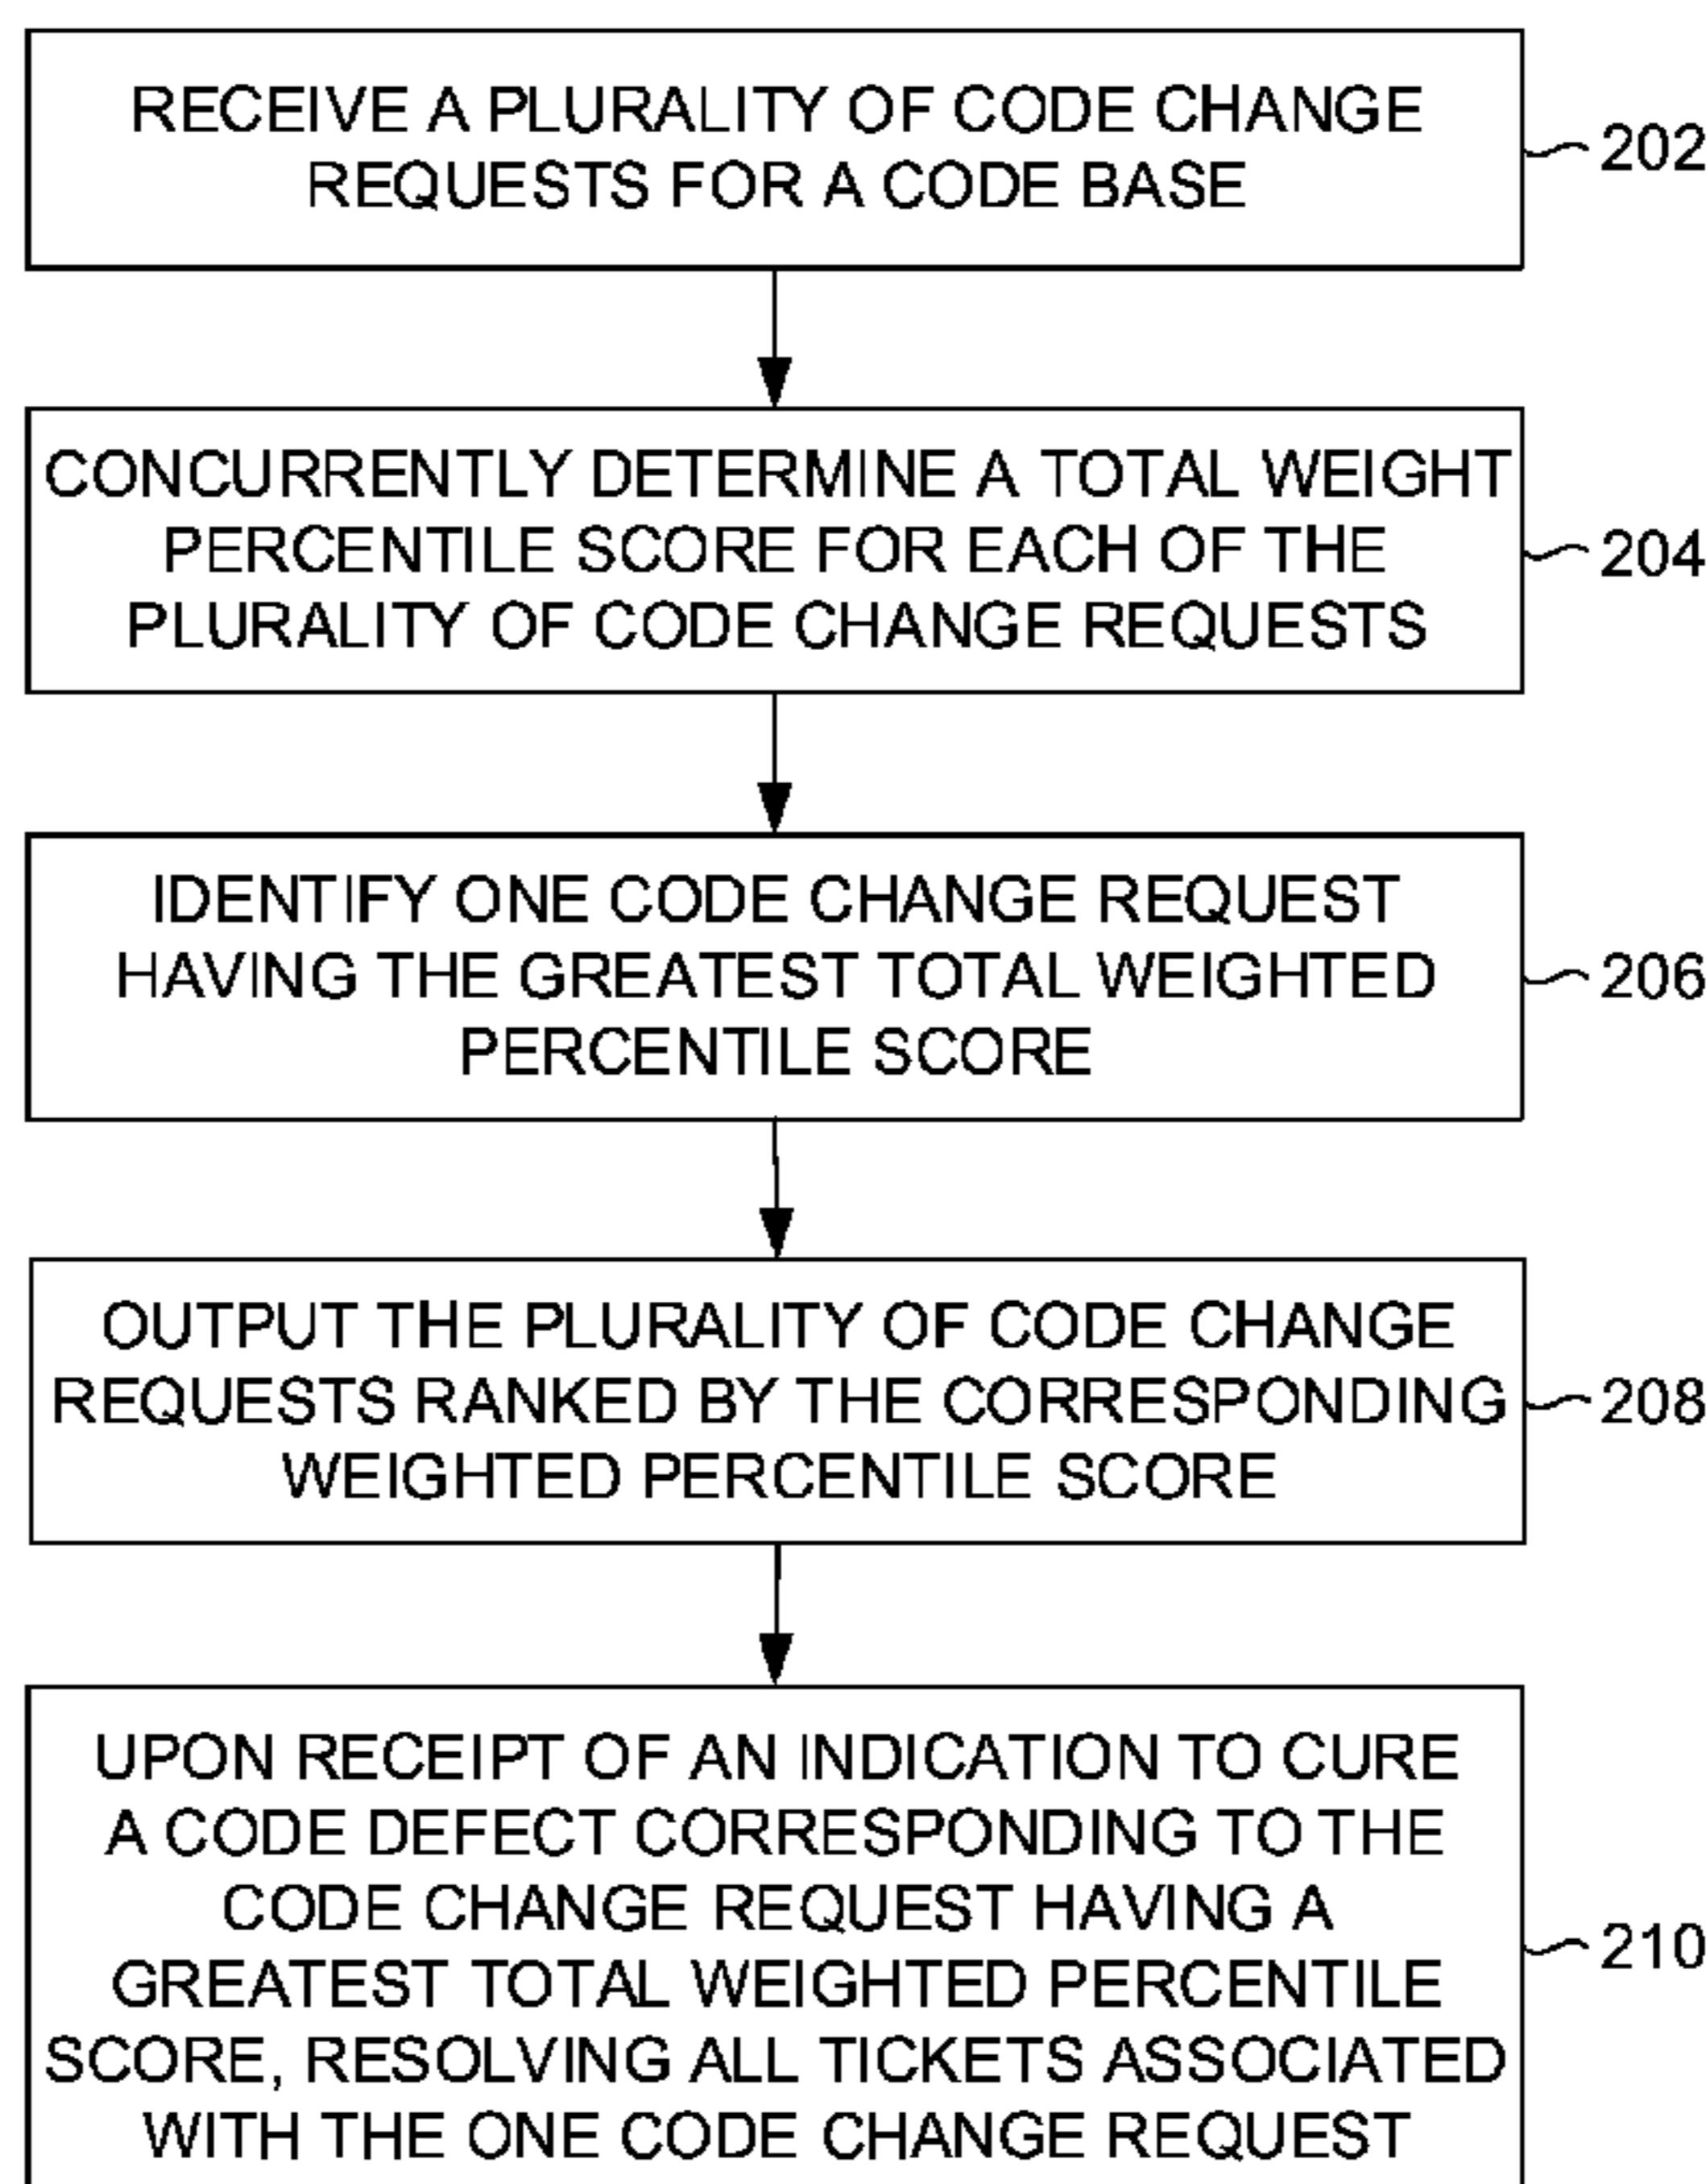 RECEIVE A PLURALITY OF CODE CHANGE
REQUESTS FOR A CODE BASE
202
CONCURRENTLY DETERMINE A TOTAL WEIGHT
PERCENTILE SCORE FOR EACH OF THE
PLURALITY OF CODE CHANGE REQUESTS
204
IDENTIFY ONE CODE CHANGE REQUEST
HAVING THE GREATEST TOTAL WEIGHTED
PERCENTILE SCORE
206
OUTPUT THE PLURALITY OF CODE CHANGE
REQUESTS RANKED BY THE CORRESPONDING
WEIGHTED PERCENTILE SCORE
208
UPON RECEIPT OF AN INDICATION TO CURE
A CODE DEFECT CORRESPONDING TO THE
CODE CHANGE REQUEST HAVING A
GREATEST TOTAL WEIGHTED PERCENTILE
SCORE, RESOLVING ALL TICKETS ASSOCIATED
WITH THE ONE CODE CHANGE REQUEST
210